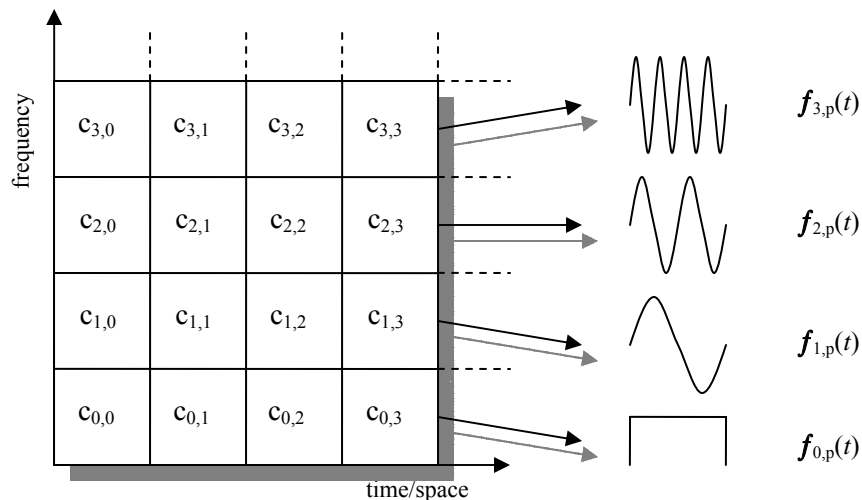 frequency
c3,0 c3,1 c3,2 c3,3 f3,p(t)
c2,0 c2,1 c2,2 c2,3 f2,p(t)
c1,0 c1,1 c1,2 c1,3 f1,p(t)
c0,0 c0,1 c0,2 c0,3 f0,p(t)
time/space